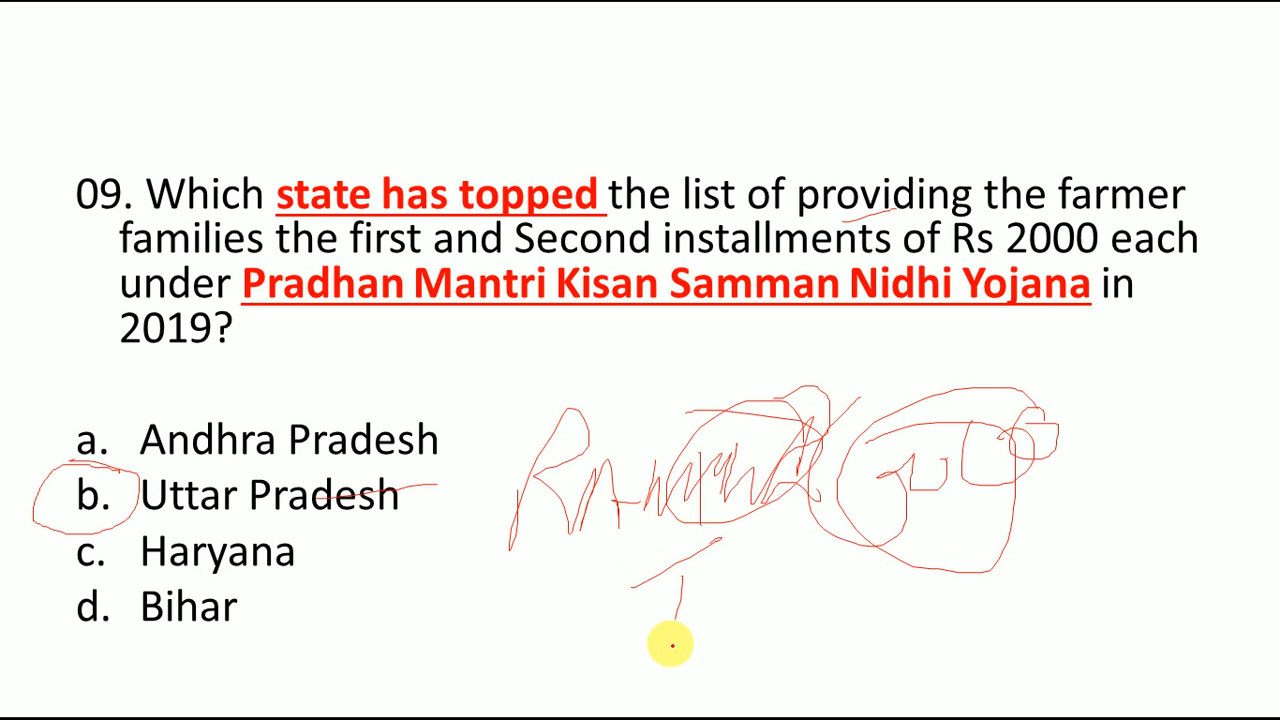 09. Which state has topped the list of providing the farmer
families the first and Second installments of Rs 2000 each
under Pradhan Mantri Kisan Samman Nidhi Yojana in
2019?
a. Andhra Pradesh
b. Uttar Pradesh
c. Haryana
d. Bihar